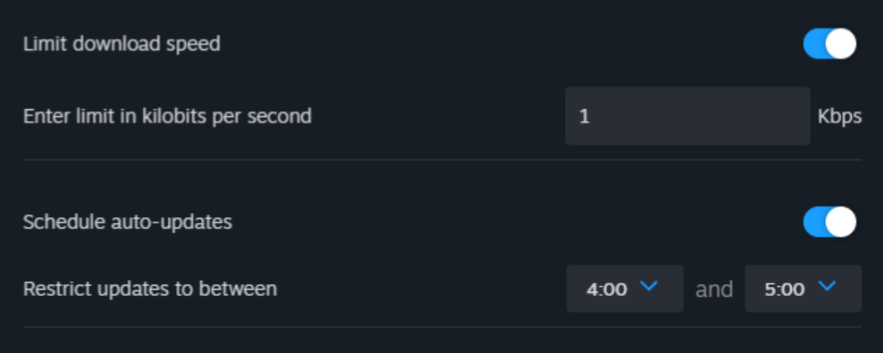 Limit download speed
Enter limit in kilobits per second 1 Kbps
Schedule auto-updates
Restrict updates to between 4:00 and 5:00